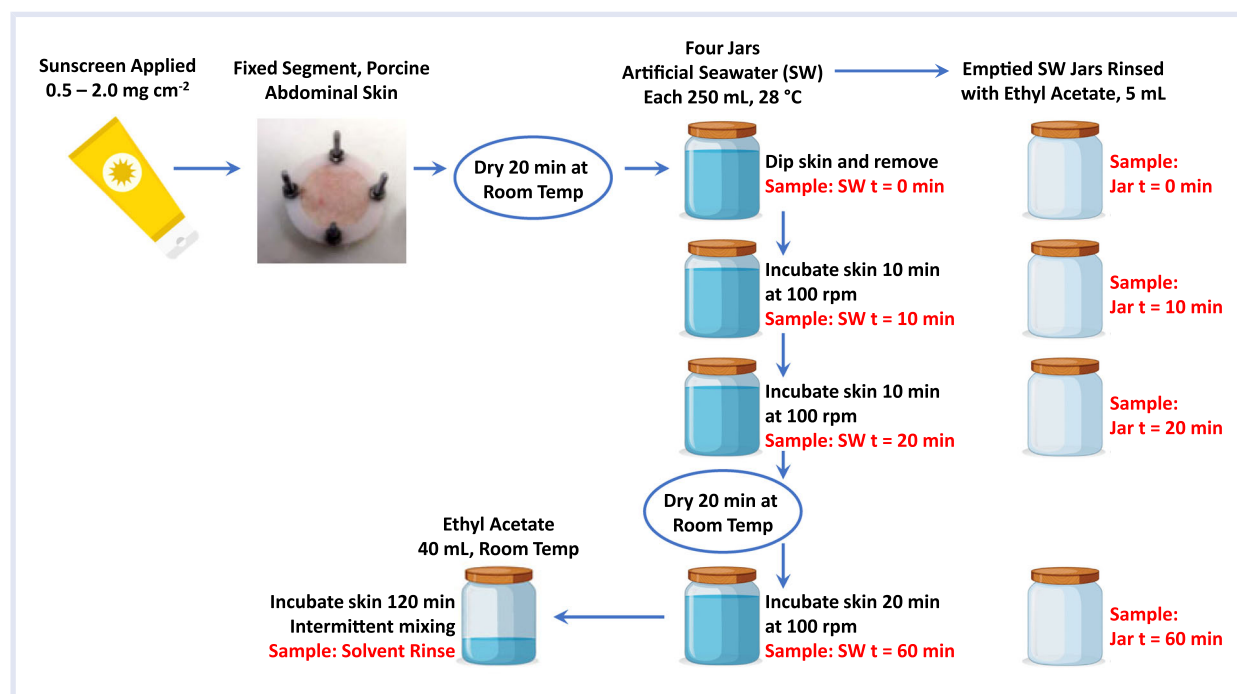 Sunscreen Applied
0.5 – 2.0 mg cm-2
Fixed Segment, Porcine
Abdominal Skin
Dry 20 min at
Room Temp
Four Jars
Artificial Seawater (SW)
Each 250 mL, 28 °C
Emptied SW Jars Rinsed
with Ethyl Acetate, 5 mL
Dip skin and remove
Sample: SW t = 0 min
Sample:
Jar t = 0 min
Incubate skin 10 min
at 100 rpm
Sample: SW t = 10 min
Sample:
Jar t = 10 min
Incubate skin 10 min
at 100 rpm
Sample: SW t = 20 min
Sample:
Jar t = 20 min
Dry 20 min at
Room Temp
Incubate skin 20 min
at 100 rpm
Sample: SW t = 60 min
Sample:
Jar t = 60 min
Ethyl Acetate
40 mL, Room Temp
Incubate skin 120 min
Intermittent mixing
Sample: Solvent Rinse